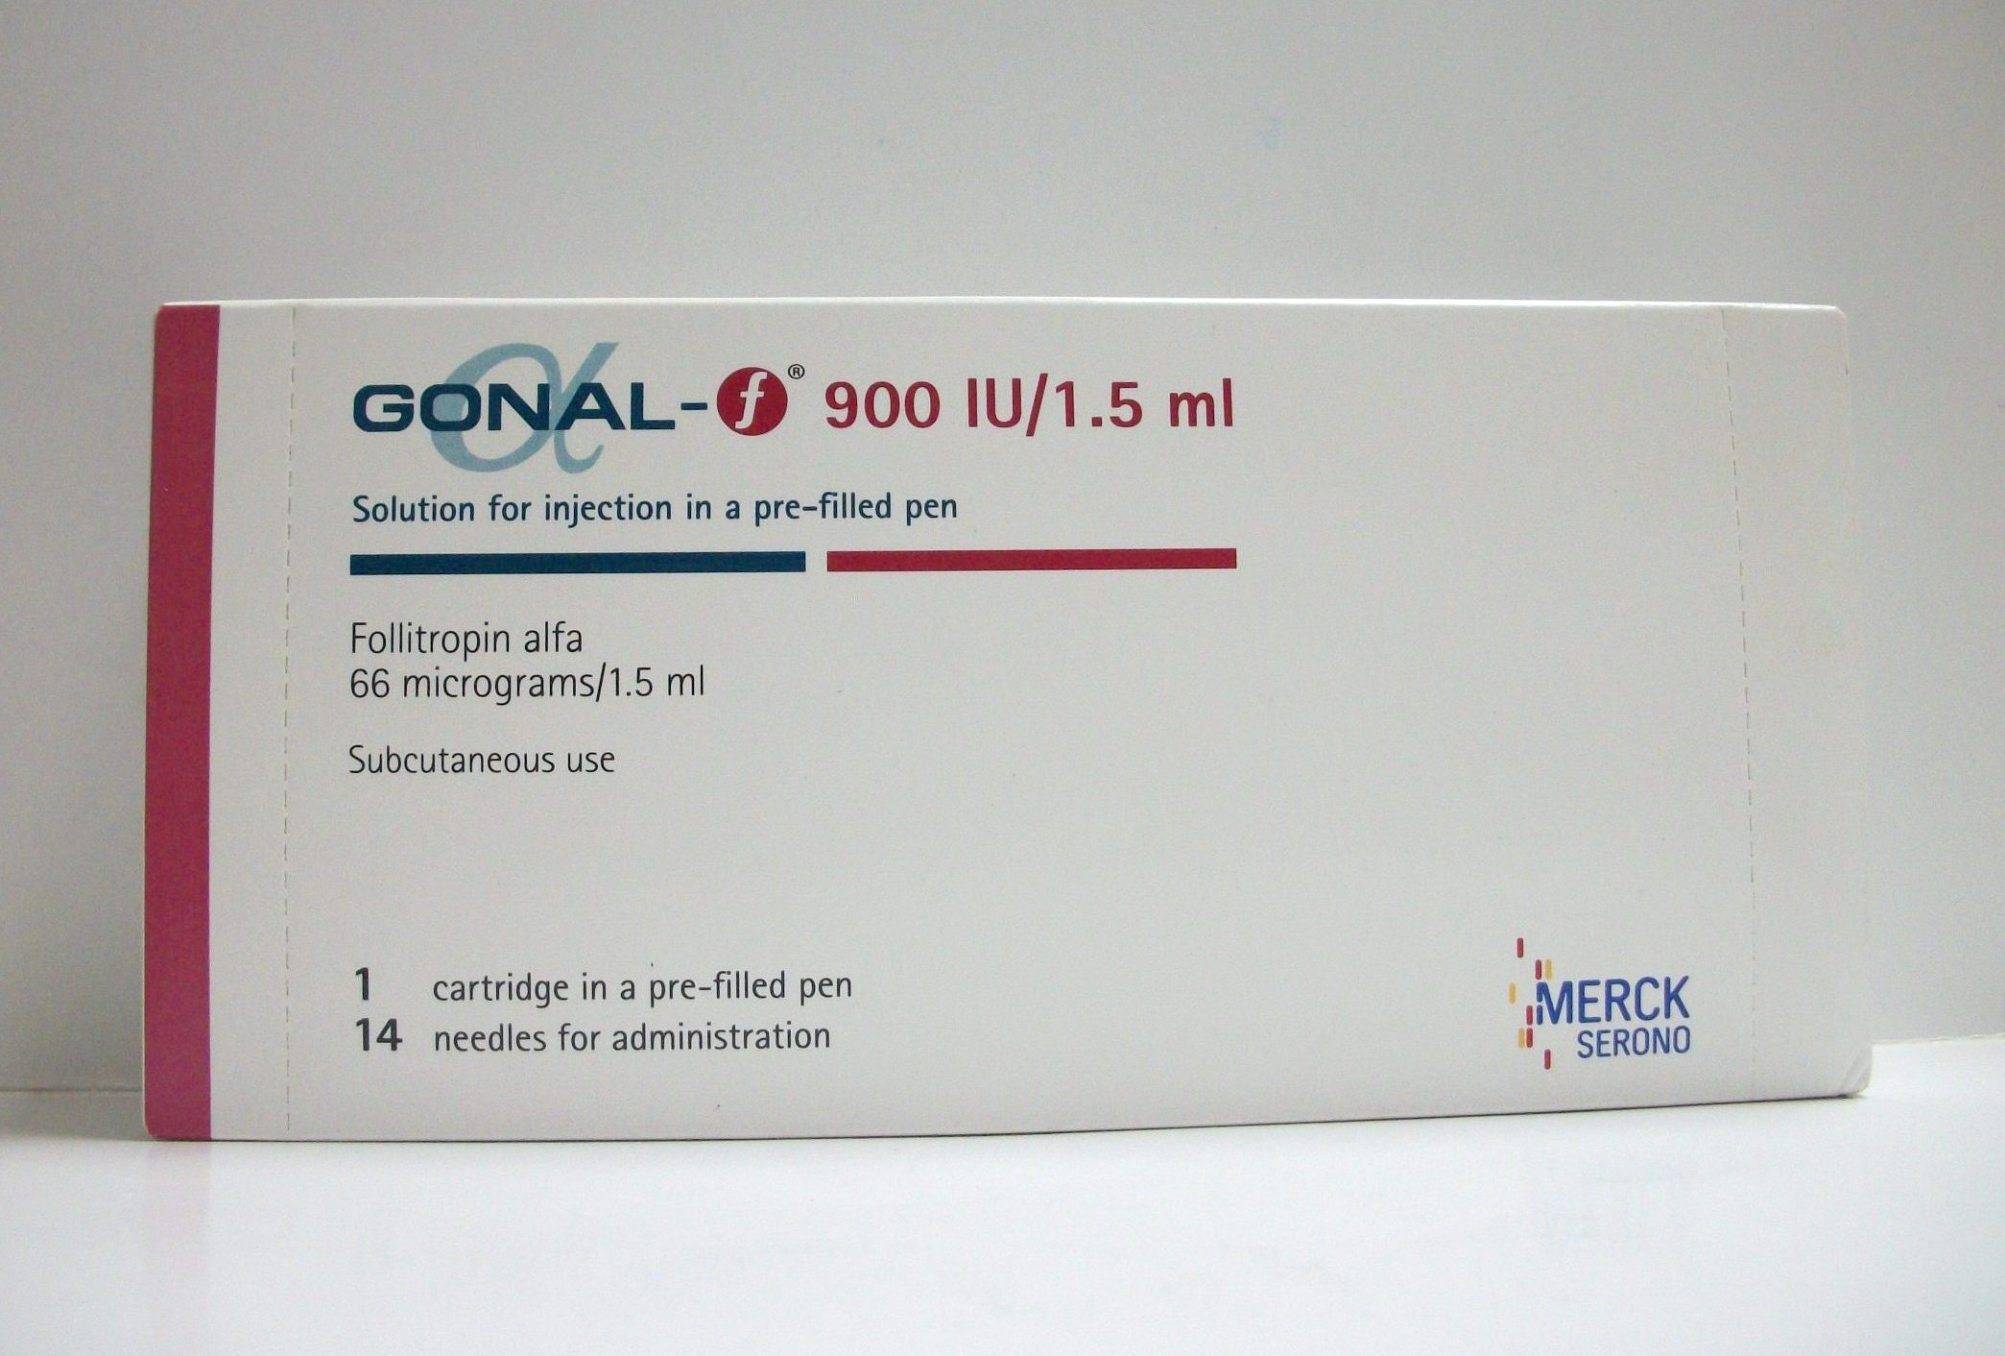 GONAL-f® 900 IU/1.5 ml
Solution for injection in a pre-filled pen
Follitropin alfa
66 micrograms/1.5 ml
Subcutaneous use
1 cartridge in a pre-filled pen
14 needles for administration
MERCK
SERONO